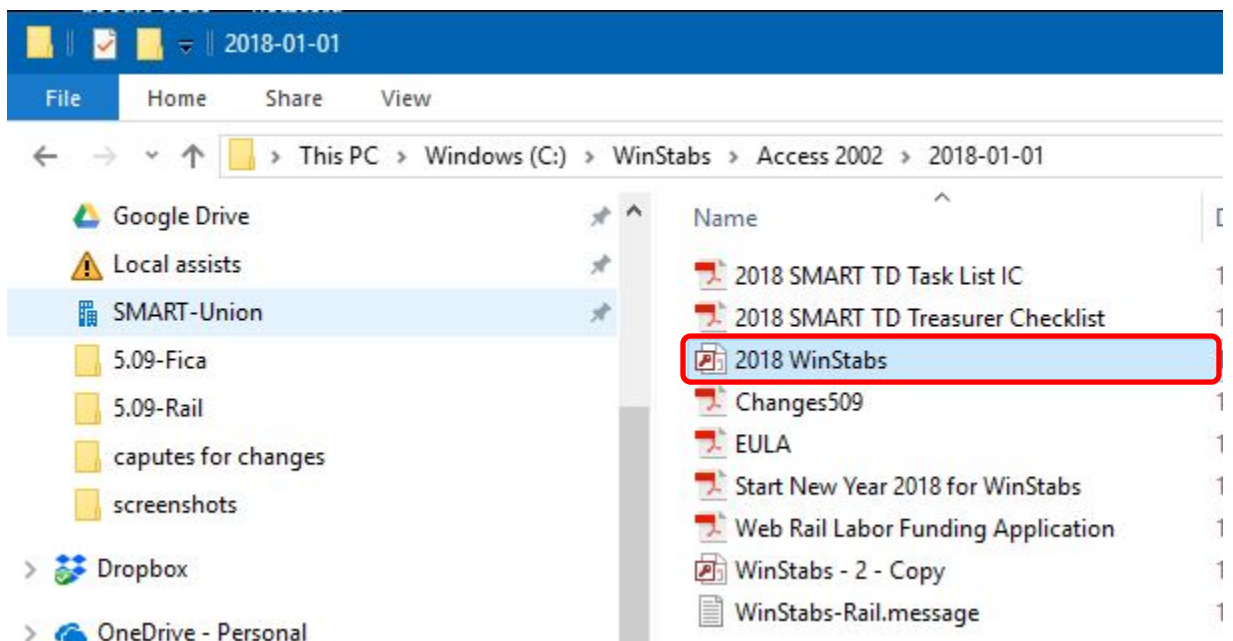 2018-01-01
File Home Share View
This PC > Windows (C:) > WinStabs > Access 2002 > 2018-01-01
Google Drive
Local assists
SMART-Union
5.09-Fica
5.09-Rail
caputes for changes
screenshots
Dropbox
OneDrive - Personal
Name
2018 SMART TD Task List IC
2018 SMART TD Treasurer Checklist
2018 WinStabs
Changes509
EULA
Start New Year 2018 for WinStabs
Web Rail Labor Funding Application
WinStabs - 2 - Copy
WinStabs-Rail.message